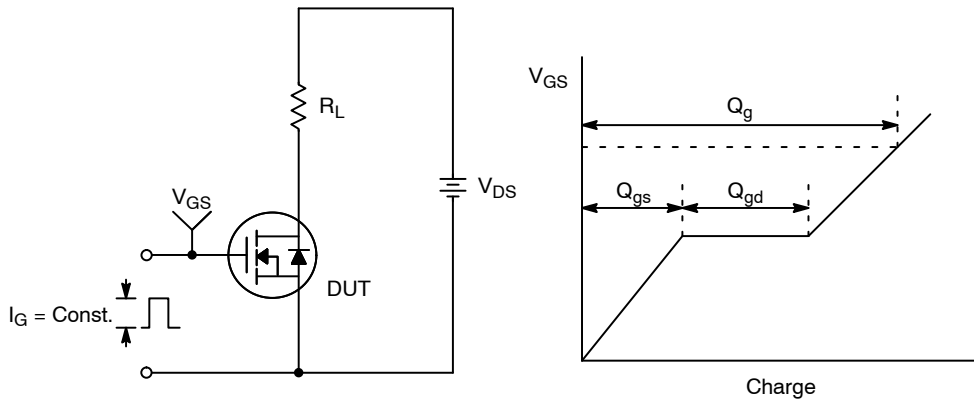 R_L
V_GS
V_DS
DUT
I_G = Const.
V_GS
Q_g
Q_gs
Q_gd
Charge